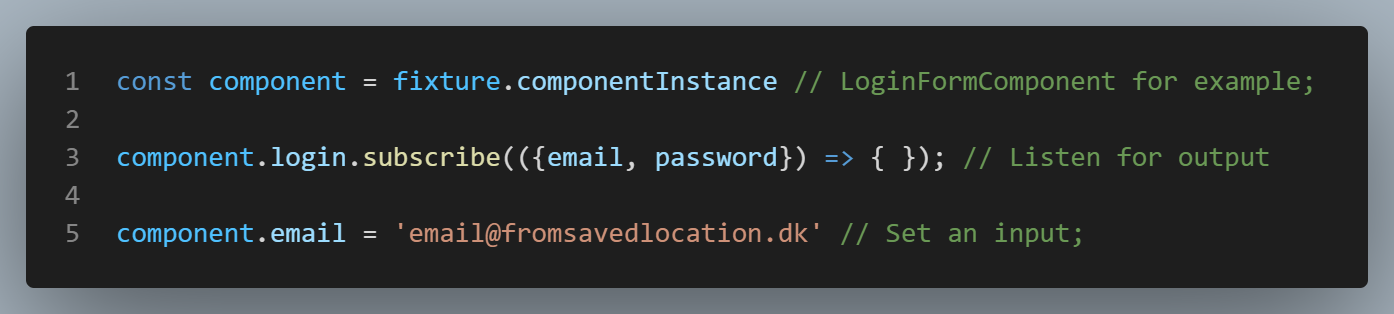 1 const component = fixture.componentInstance // LoginFormComponent for example;
2
3 component.login.subscribe(({email, password}) => { }); // Listen for output
4
5 component.email = 'email@fromsavedlocation.dk' // Set an input;